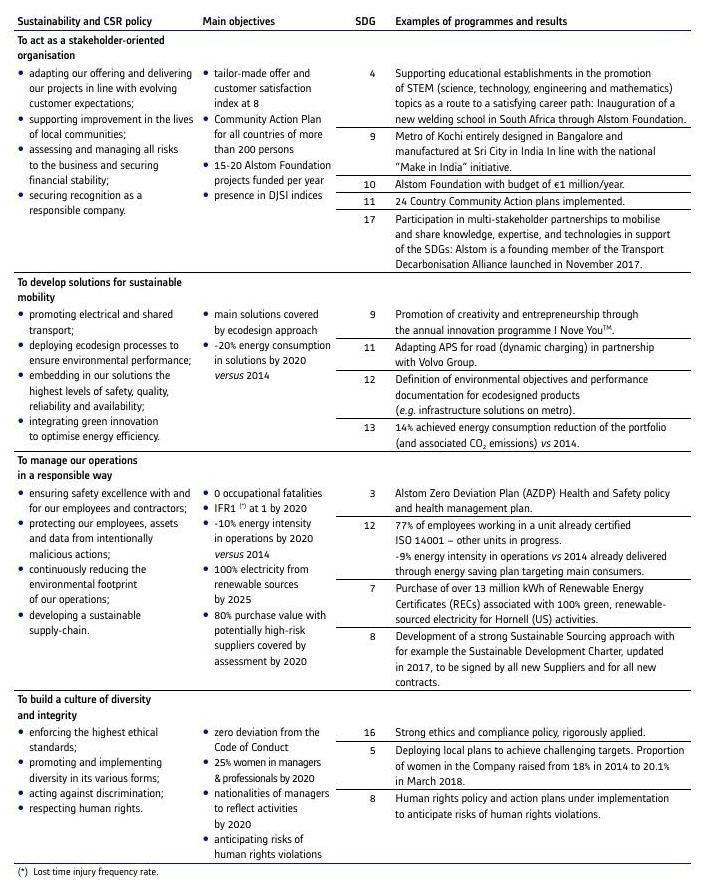 Sustainability and CSR policy
Main objectives
SDG
Examples of programmes and results
To act as a stakeholder-oriented
organisation
• adapting our offering and delivering
our projects in line with evolving
customer expectations;
• supporting improvement in the lives
of local communities;
• assessing and managing all risks
to the business and securing
financial stability;
• securing recognition as a
responsible company.
• tailor-made offer and
customer satisfaction
index at 8
• Community Action Plan
for all countries of more
than 200 persons
• 15-20 Alstom Foundation
projects funded per year
• presence in DJSI indices
4
Supporting educational establishments in the promotion
of STEM (science, technology, engineering and mathematics)
topics as a route to a satisfying career path: Inauguration of a
new welding school in South Africa through Alstom Foundation.
9
Metro of Kochi entirely designed in Bangalore and
manufactured at Sri City in India In line with the national
“Make in India” initiative.
10
Alstom Foundation with budget of €1 million/year.
11
24 Country Community Action plans implemented.
17
Participation in multi-stakeholder partnerships to mobilise
and share knowledge, expertise, and technologies in support
of the SDGs: Alstom is a founding member of the Transport
Decarbonisation Alliance launched in November 2017.
To develop solutions for sustainable
mobility
• promoting electrical and shared
transport;
• deploying ecodesign processes to
ensure environmental performance;
• embedding in our solutions the
highest levels of safety, quality,
reliability and availability;
• integrating green innovation
to optimise energy efficiency.
• main solutions covered
by ecodesign approach
• -20% energy consumption
in solutions by 2020
versus 2014
9
Promotion of creativity and entrepreneurship through
the annual innovation programme I Nove You™.
11
Adapting APS for road (dynamic charging) in partnership
with Volvo Group.
12
Definition of environmental objectives and performance
documentation for ecodesigned products
(e.g. infrastructure solutions on metro).
13
14% achieved energy consumption reduction of the portfolio
(and associated CO₂ emissions) vs 2014.
To manage our operations
in a responsible way
• ensuring safety excellence with and
for our employees and contractors;
• protecting our employees, assets
and data from intentionally
malicious actions;
• continuously reducing the
environmental footprint
of our operations;
• developing a sustainable
supply-chain.
• 0 occupational fatalities
• IFR1 (*) at 1 by 2020
• -10% energy intensity
in operations by 2020
versus 2014
• 100% electricity from
renewable sources
by 2025
• 80% purchase value with
potentially high-risk
suppliers covered by
assessment by 2020
3
Alstom Zero Deviation Plan (AZDP) Health and Safety policy
and health management plan.
12
77% of employees working in a unit already certified
ISO 14001 – other units in progress.
-9% energy intensity in operations vs 2014 already delivered
through energy saving plan targeting main consumers.
7
Purchase of over 13 million kWh of Renewable Energy
Certificates (RECs) associated with 100% green, renewable-
sourced electricity for Hornell (US) activities.
8
Development of a strong Sustainable Sourcing approach with
for example the Sustainable Development Charter, updated
in 2017, to be signed by all new Suppliers and for all new
contracts.
To build a culture of diversity
and integrity
• enforcing the highest ethical
standards;
• promoting and implementing
diversity in its various forms;
• acting against discrimination;
• respecting human rights.
• zero deviation from the
Code of Conduct
• 25% women in managers
& professionals by 2020
• nationalities of managers
to reflect activities
by 2020
• anticipating risks of
human rights violations
16
Strong ethics and compliance policy, rigorously applied.
5
Deploying local plans to achieve challenging targets. Proportion
of women in the Company raised from 18% in 2014 to 20.1%
in March 2018.
8
Human rights policy and action plans under implementation
to anticipate risks of human rights violations.
(*) Lost time injury frequency rate.